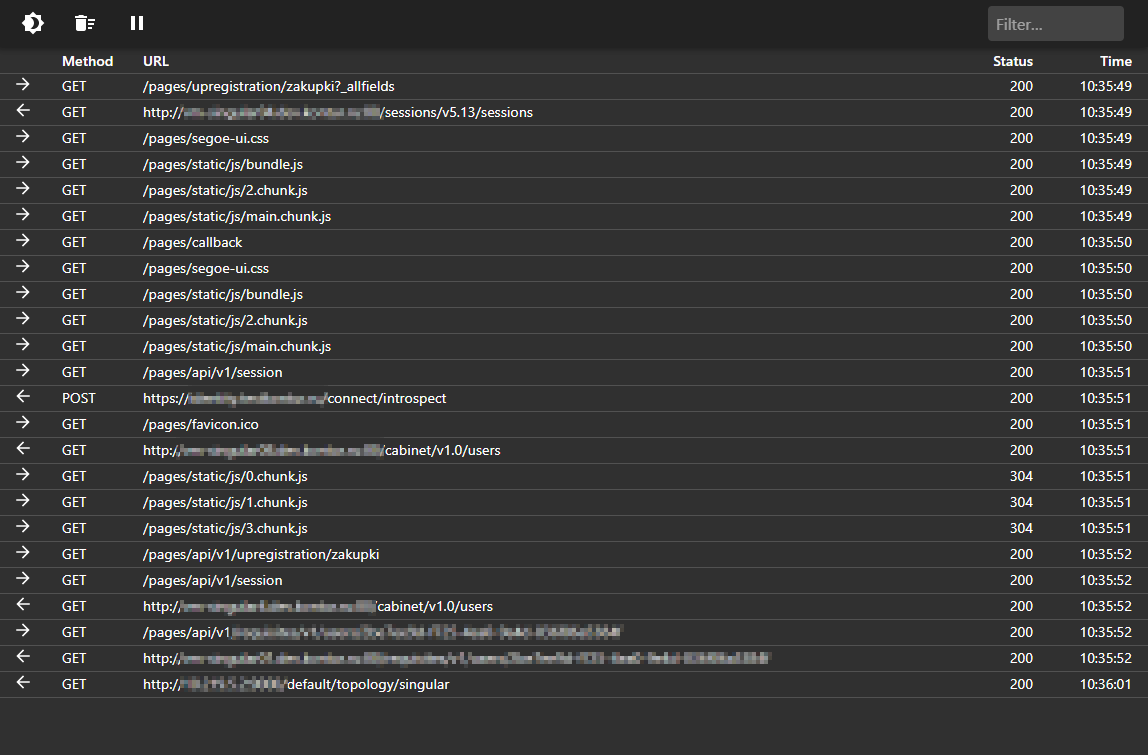 Filter...
Method URL Status Time
→ GET /pages/upregistration/zakupki?_allfields 200 10:35:49
← GET http:// /sessions/v5.13/sessions 200 10:35:49
→ GET /pages/segoe-ui.css 200 10:35:49
→ GET /pages/static/js/bundle.js 200 10:35:49
→ GET /pages/static/js/2.chunk.js 200 10:35:49
→ GET /pages/static/js/main.chunk.js 200 10:35:49
→ GET /pages/callback 200 10:35:50
→ GET /pages/segoe-ui.css 200 10:35:50
→ GET /pages/static/js/bundle.js 200 10:35:50
→ GET /pages/static/js/2.chunk.js 200 10:35:50
→ GET /pages/static/js/main.chunk.js 200 10:35:50
→ GET /pages/api/v1/session 200 10:35:51
← POST https:// /connect/introspect 200 10:35:51
→ GET /pages/favicon.ico 200 10:35:51
← GET http:// /cabinet/v1.0/users 200 10:35:51
→ GET /pages/static/js/0.chunk.js 304 10:35:51
→ GET /pages/static/js/1.chunk.js 304 10:35:51
→ GET /pages/static/js/3.chunk.js 304 10:35:51
→ GET /pages/api/v1/upregistration/zakupki 200 10:35:52
→ GET /pages/api/v1/session 200 10:35:52
← GET http:// /cabinet/v1.0/users 200 10:35:52
→ GET /pages/api/v1 200 10:35:52
← GET http:// 200 10:35:52
← GET http:// /default/topology/singular 200 10:36:01